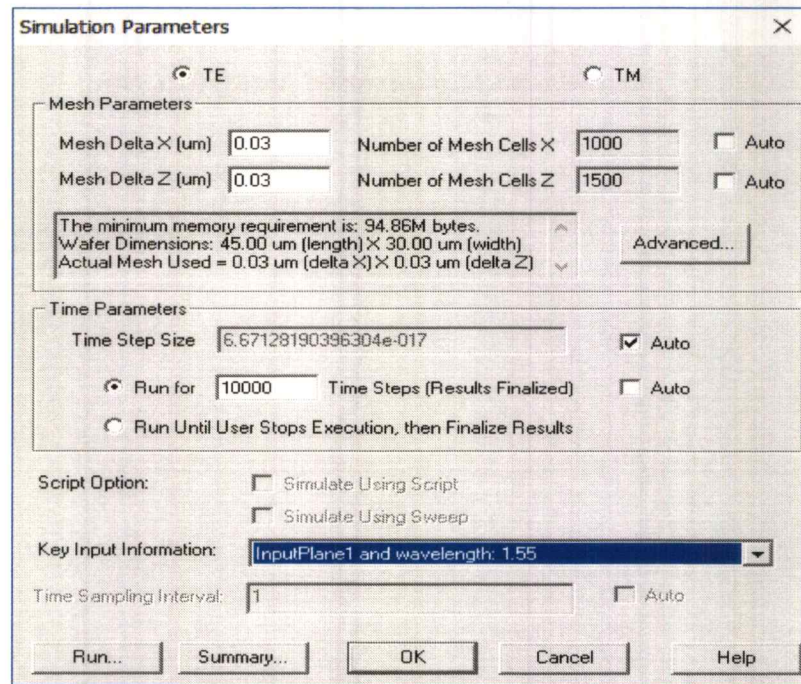 Simulation Parameters
TE TM
Mesh Parameters
Mesh Delta X (um) 0.03 Number of Mesh Cells X 1000 Auto
Mesh Delta Z (um) 0.03 Number of Mesh Cells Z 1500 Auto
The minimum memory requirement is: 94.86M bytes.
Wafer Dimensions: 45.00 um (length) X 30.00 um (width)
Actual Mesh Used = 0.03 um (delta X) X 0.03 um (delta Z)
Advanced...
Time Parameters
Time Step Size 6.67128190396304e-017 Auto
Run for 10000 Time Steps (Results Finalized) Auto
Run Until User Stops Execution, then Finalize Results
Script Option: Simulate Using Script
Simulate Using Sweep
Key Input Information: InputPlane1 and wavelength: 1.55
Time Sampling Interval: 1 Auto
Run... Summary... OK Cancel Help